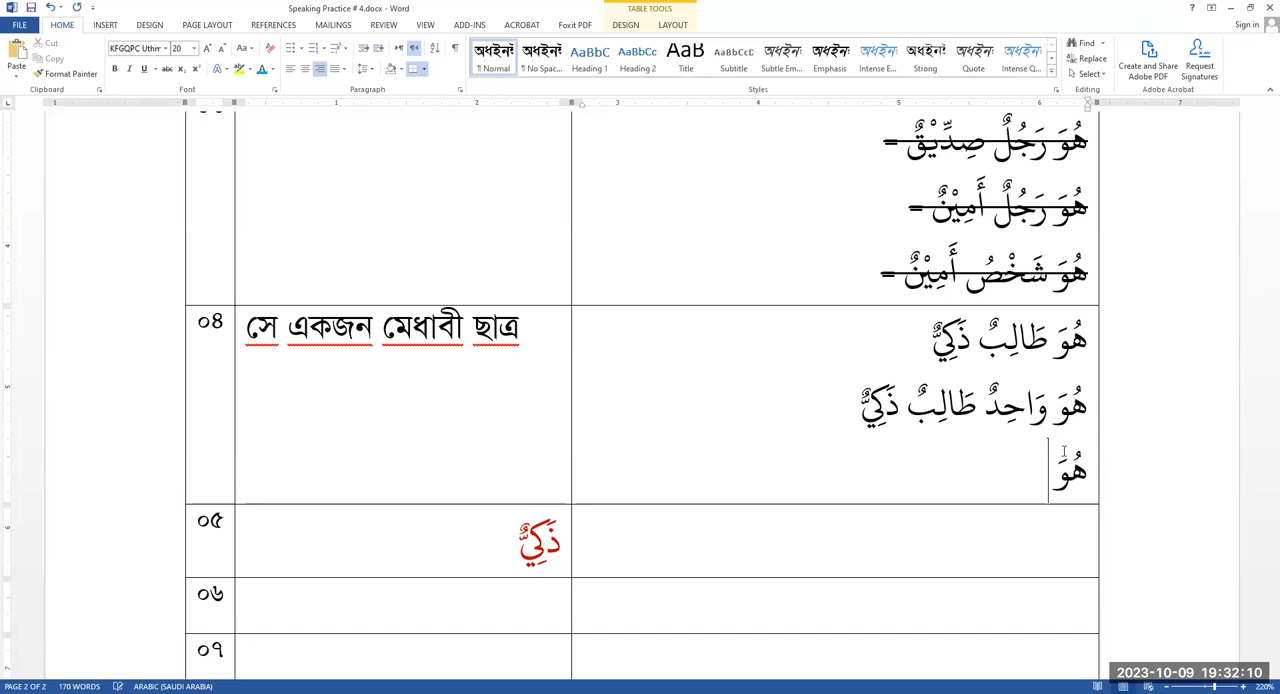 Speaking Practice # 4.docx - Word
TABLE TOOLS
Sign in
FILE HOME INSERT DESIGN PAGE LAYOUT REFERENCES MAILINGS REVIEW VIEW ADD-INS ACROBAT Foxit PDF DESIGN LAYOUT
Paste
Cut
Copy
Format Painter
Clipboard
KFGQPC Uthn 20
Font
Paragraph
Normal
No Spac...
Heading 1
Heading 2
Title
Subtitle
Subtle Em...
Emphasis
Intense E...
Strong
Quote
Intense Q...
Styles
Find
Replace
Select
Editing
Create and Share Adobe PDF
Request Signatures
Adobe Acrobat
هُوَ رَجُلٌ صِدِّيْقٌ =
هُوَ رَجُلٌ أَمِيْنٌ =
هُوَ شَخْصُ أَمِيْنٌ =
০৪ সে একজন মেধাবী ছাত্র هُوَ طَالِبٌ ذَكِيٌّ
هُوَ وَاحِدٌ طَالِبٌ ذَكِيٌّ
هُوَ
০৫ ذَكِيٌّ
০৬
০৭
2023-10-09 19:32:10
PAGE 2 OF 2 170 WORDS ARABIC (SAUDI ARABIA) 220%